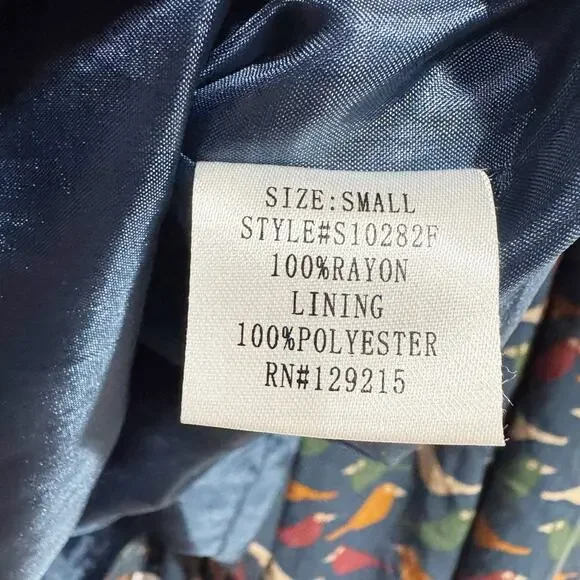 SIZE:SMALL
STYLE#S10282F
100%RAYON
LINING
100%POLYESTER
RN#129215